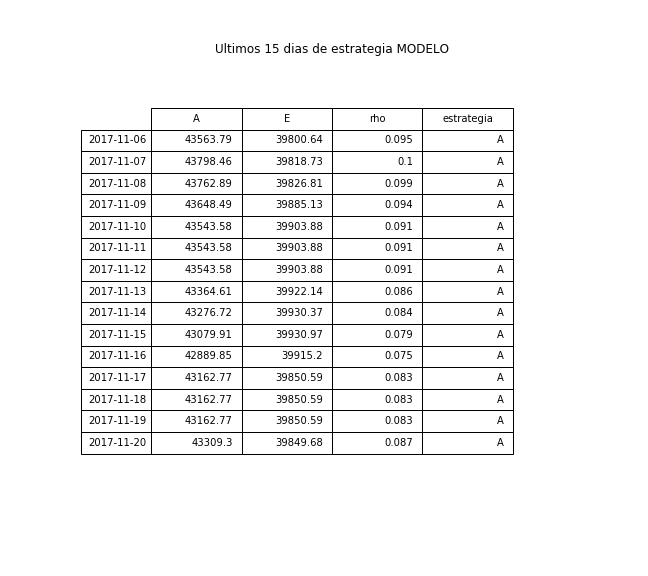 Ultimos 15 dias de estrategia MODELO
A E rho estrategia
2017-11-06 43563.79 39800.64 0.095 A
2017-11-07 43798.46 39818.73 0.1 A
2017-11-08 43762.89 39826.81 0.099 A
2017-11-09 43648.49 39885.13 0.094 A
2017-11-10 43543.58 39903.88 0.091 A
2017-11-11 43543.58 39903.88 0.091 A
2017-11-12 43543.58 39903.88 0.091 A
2017-11-13 43364.61 39922.14 0.086 A
2017-11-14 43276.72 39930.37 0.084 A
2017-11-15 43079.91 39930.97 0.079 A
2017-11-16 42889.85 39915.2 0.075 A
2017-11-17 43162.77 39850.59 0.083 A
2017-11-18 43162.77 39850.59 0.083 A
2017-11-19 43162.77 39850.59 0.083 A
2017-11-20 43309.3 39849.68 0.087 A